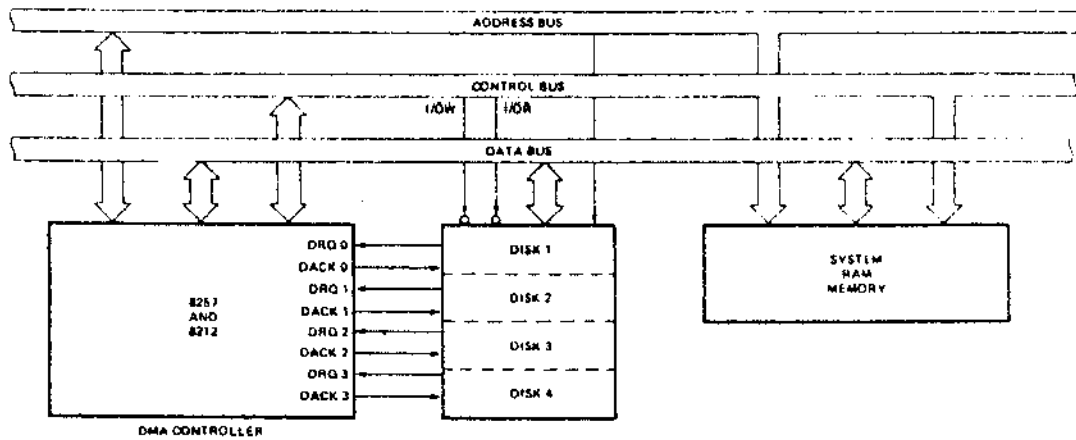 ADDRESS BUS
CONTROL BUS
I/OW I/OR
DATA BUS
DRQ 0
DACK 0
DRQ 1
DACK 1
DRQ 2
DACK 2
DRQ 3
DACK 3
8257
AND
8212
DISK 1
DISK 2
DISK 3
DISK 4
SYSTEM
RAM
MEMORY
DMA CONTROLLER